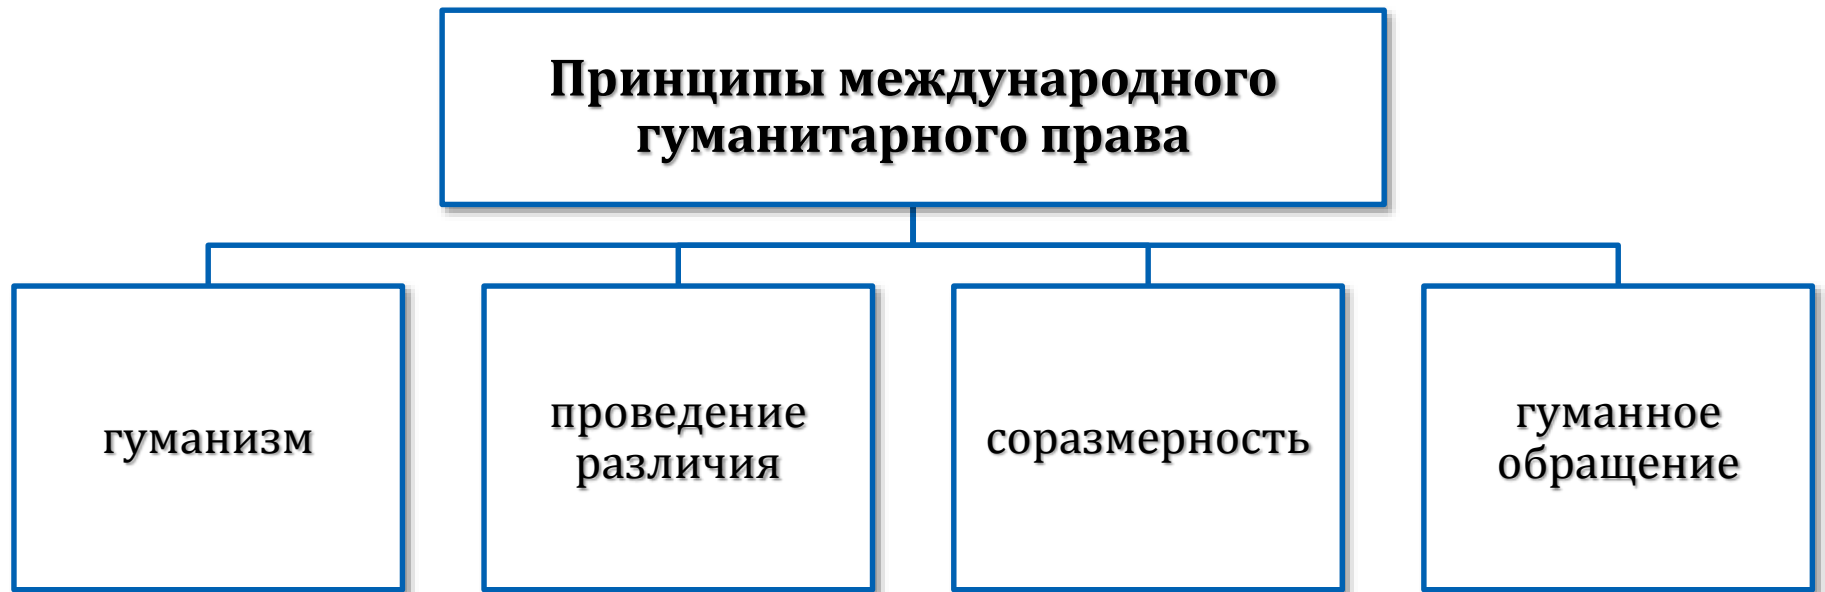 Принципы международного
гуманитарного права
гуманизм
проведение
различия
соразмерность
гуманное
обращение